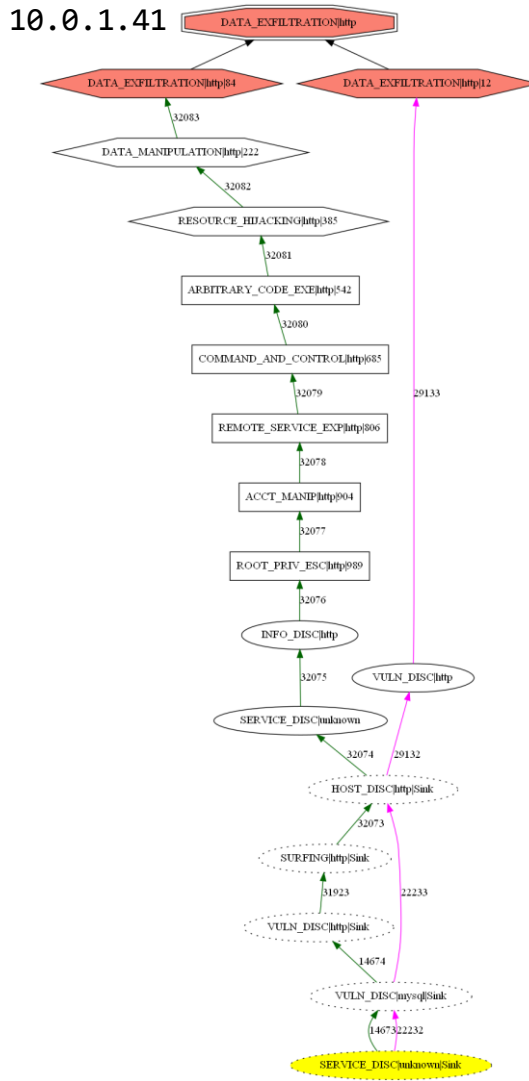 10.0.1.41
DATA_EXFILTRATION|http
DATA_EXFILTRATION|http|84
DATA_EXFILTRATION|http|12
32083
DATA_MANIPULATION|http|222
32082
RESOURCE_HIJACKING|http|385
32081
ARBITRARY_CODE_EXE|http|542
32080
COMMAND_AND_CONTROL|http|685
32079
29133
REMOTE_SERVICE_EXP|http|806
32078
ACCT_MANIP|http|904
32077
ROOT_PRIV_ESC|http|989
32076
INFO_DISC|http
32075
VULN_DISC|http
SERVICE_DISC|unknown
32074
29132
HOST_DISC|http|Sink
32073
SURFING|http|Sink
31923
22233
VULN_DISC|http|Sink
14674
VULN_DISC|mysql|Sink
14673
22232
SERVICE_DISC|unknown|Sink